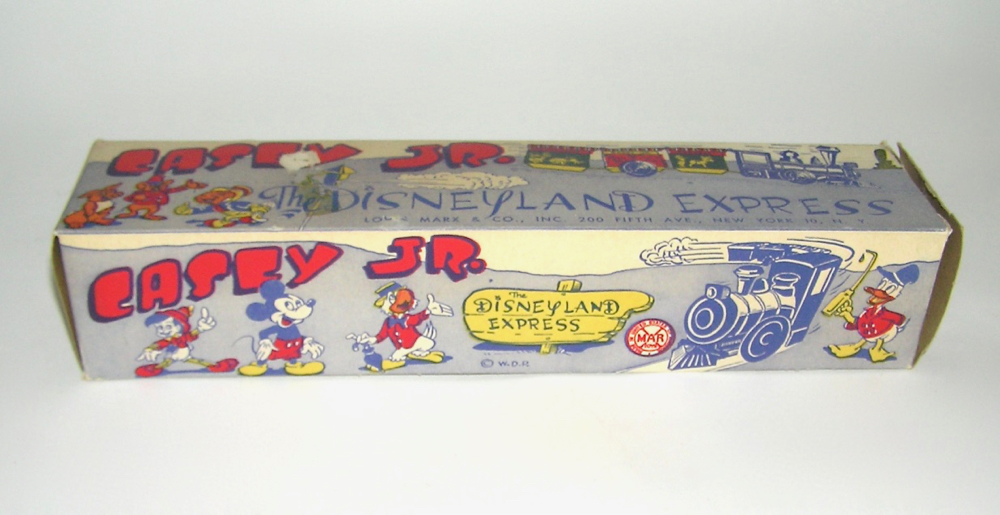 CASEY JR.
The DISNEYLAND EXPRESS
MARX & CO., INC. 200 FIFTH AVE., NEW YORK 10, N. Y.
CASEY JR.
The
DISNEYLAND
EXPRESS
MAR
© W.D.P.